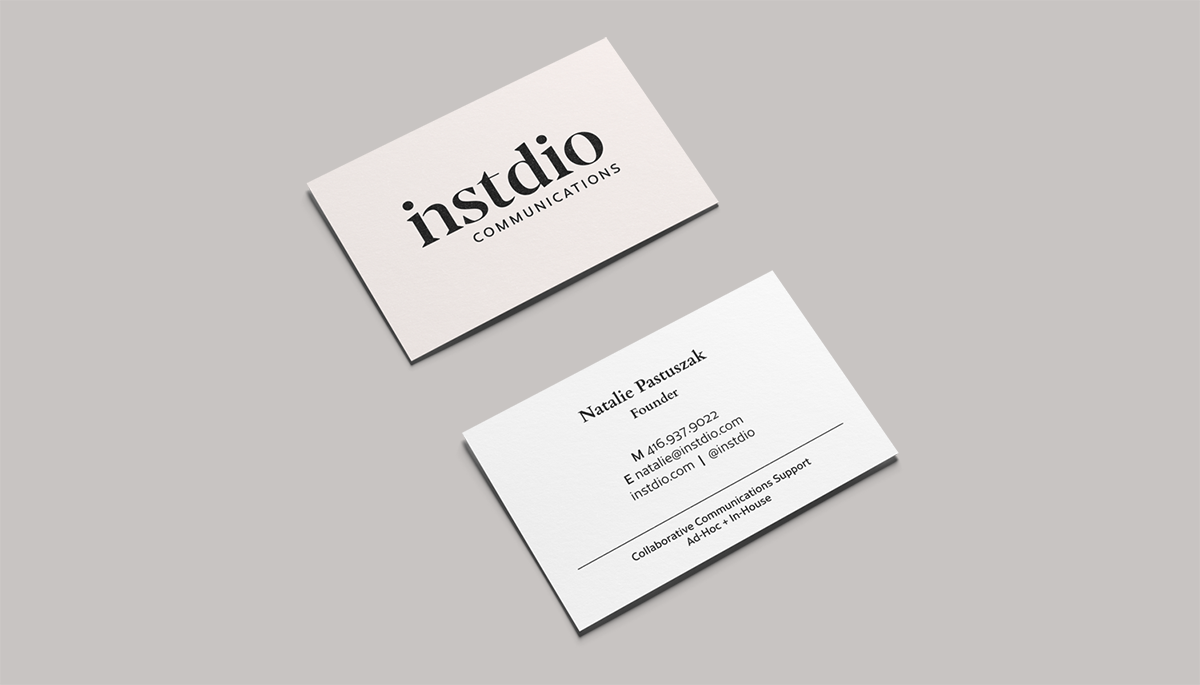 instdio
COMMUNICATIONS
Natalie Pastuszak
Founder
M 416.937.9022
E natalie@instdio.com
instdio.com | @instdio
Collaborative Communications Support
Ad-Hoc + In-House